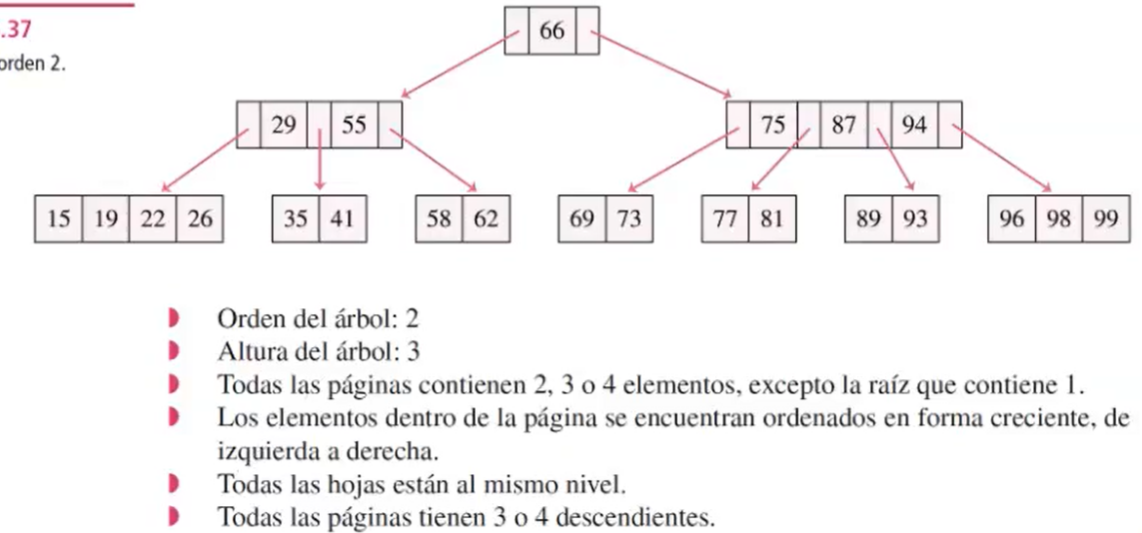 .37
orden 2.
66
29 55
75 87 94
15 19 22 26
35 41
58 62
69 73
77 81
89 93
96 98 99
Orden del árbol: 2
Altura del árbol: 3
Todas las páginas contienen 2, 3 o 4 elementos, excepto la raíz que contiene 1.
Los elementos dentro de la página se encuentran ordenados en forma creciente, de
izquierda a derecha.
Todas las hojas están al mismo nivel.
Todas las páginas tienen 3 o 4 descendientes.